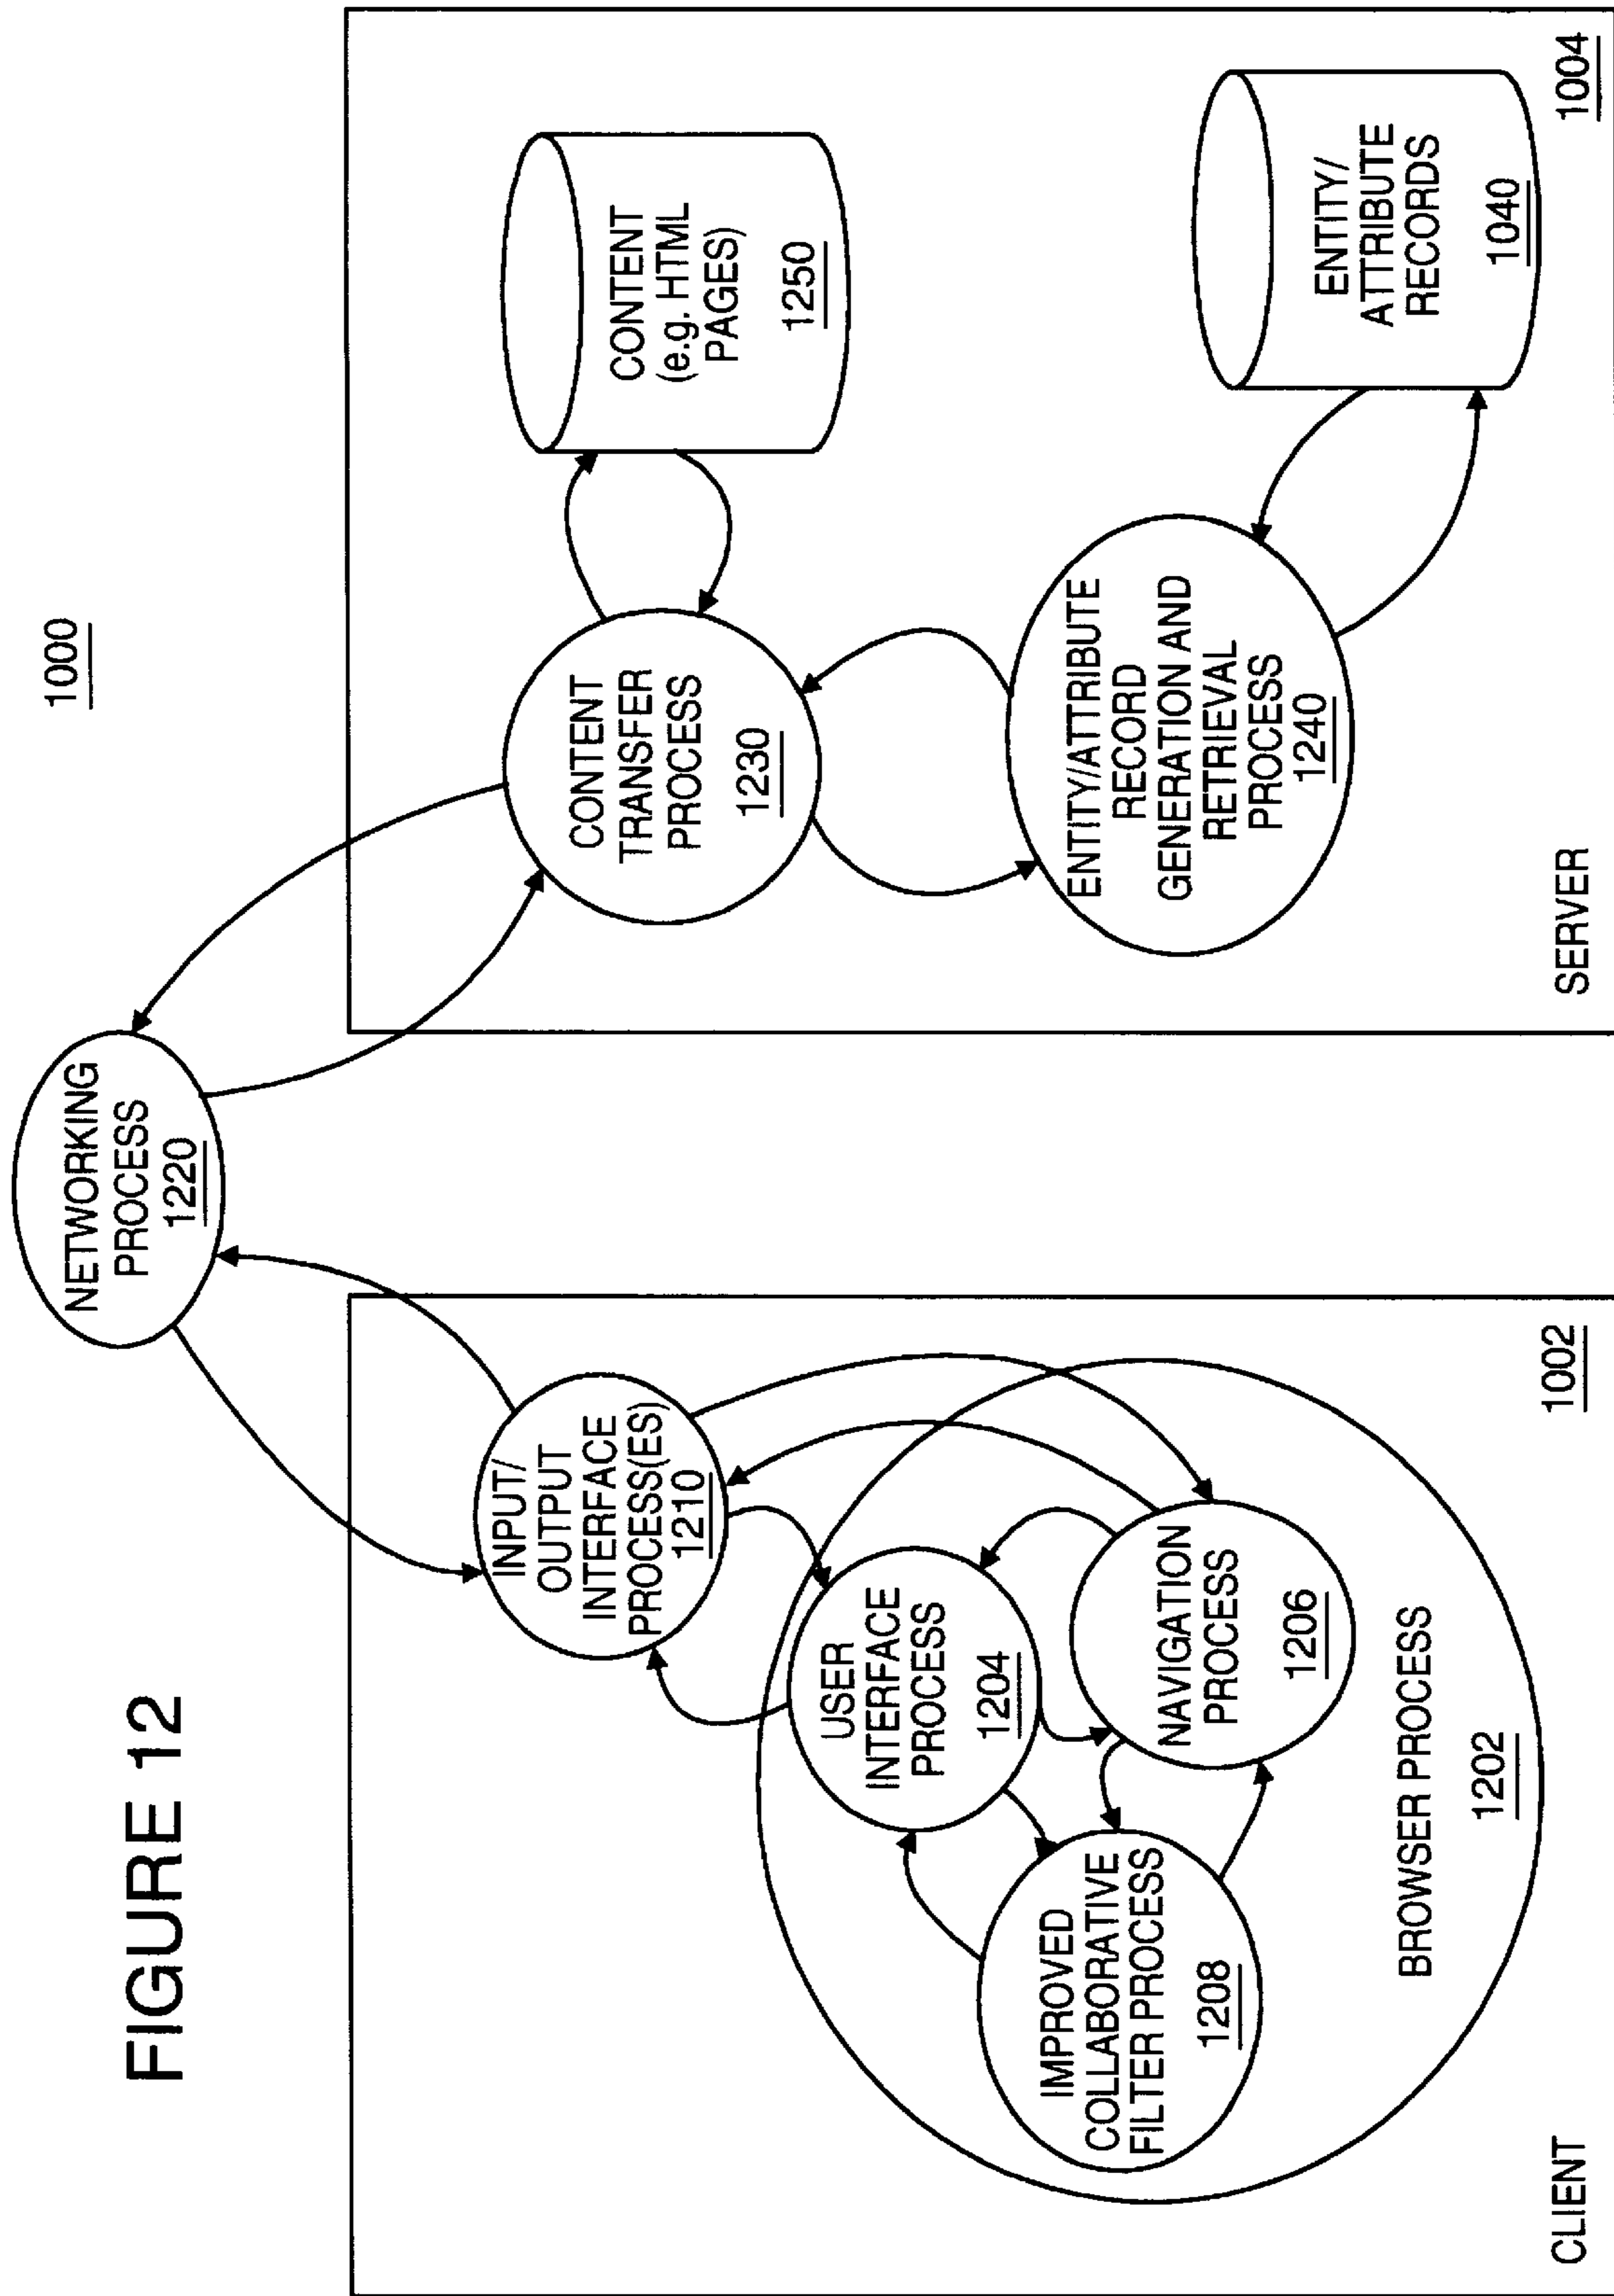 FIGURE 12
1000
NETWORKING
PROCESS
1220
INPUT/
OUTPUT
INTERFACE
PROCESS(ES)
1210
USER
INTERFACE
PROCESS
1204
NAVIGATION
PROCESS
1206
IMPROVED
COLLABORATIVE
FILTER PROCESS
1208
BROWSER PROCESS
1202
CLIENT
1002
CONTENT
TRANSFER
PROCESS
1230
CONTENT
(e.g. HTML
PAGES)
1250
ENTITY/ATTRIBUTE
RECORD
GENERATION AND
RETRIEVAL
PROCESS
1240
ENTITY/
ATTRIBUTE
RECORDS
1040
SERVER
1004